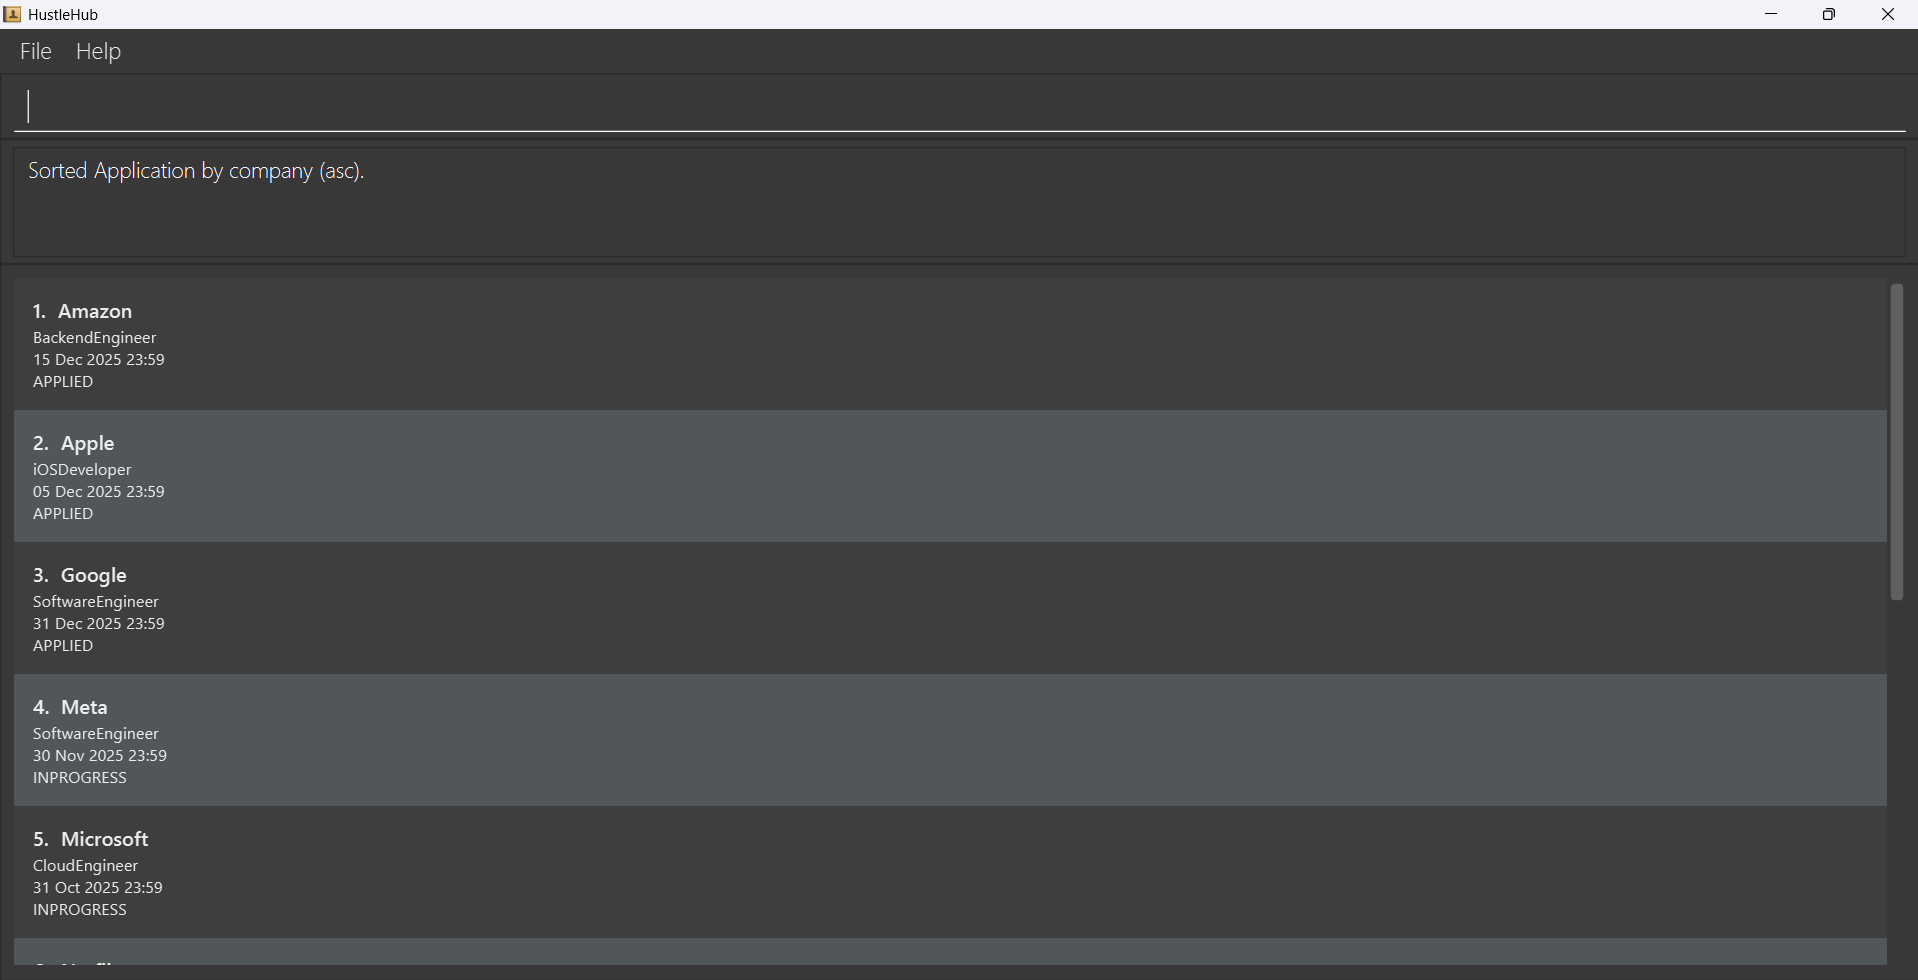 HustleHub
File Help
Sorted Application by company (asc).
1. Amazon
BackendEngineer
15 Dec 2025 23:59
APPLIED
2. Apple
iOSDeveloper
05 Dec 2025 23:59
APPLIED
3. Google
SoftwareEngineer
31 Dec 2025 23:59
APPLIED
4. Meta
SoftwareEngineer
30 Nov 2025 23:59
INPROGRESS
5. Microsoft
CloudEngineer
31 Oct 2025 23:59
INPROGRESS